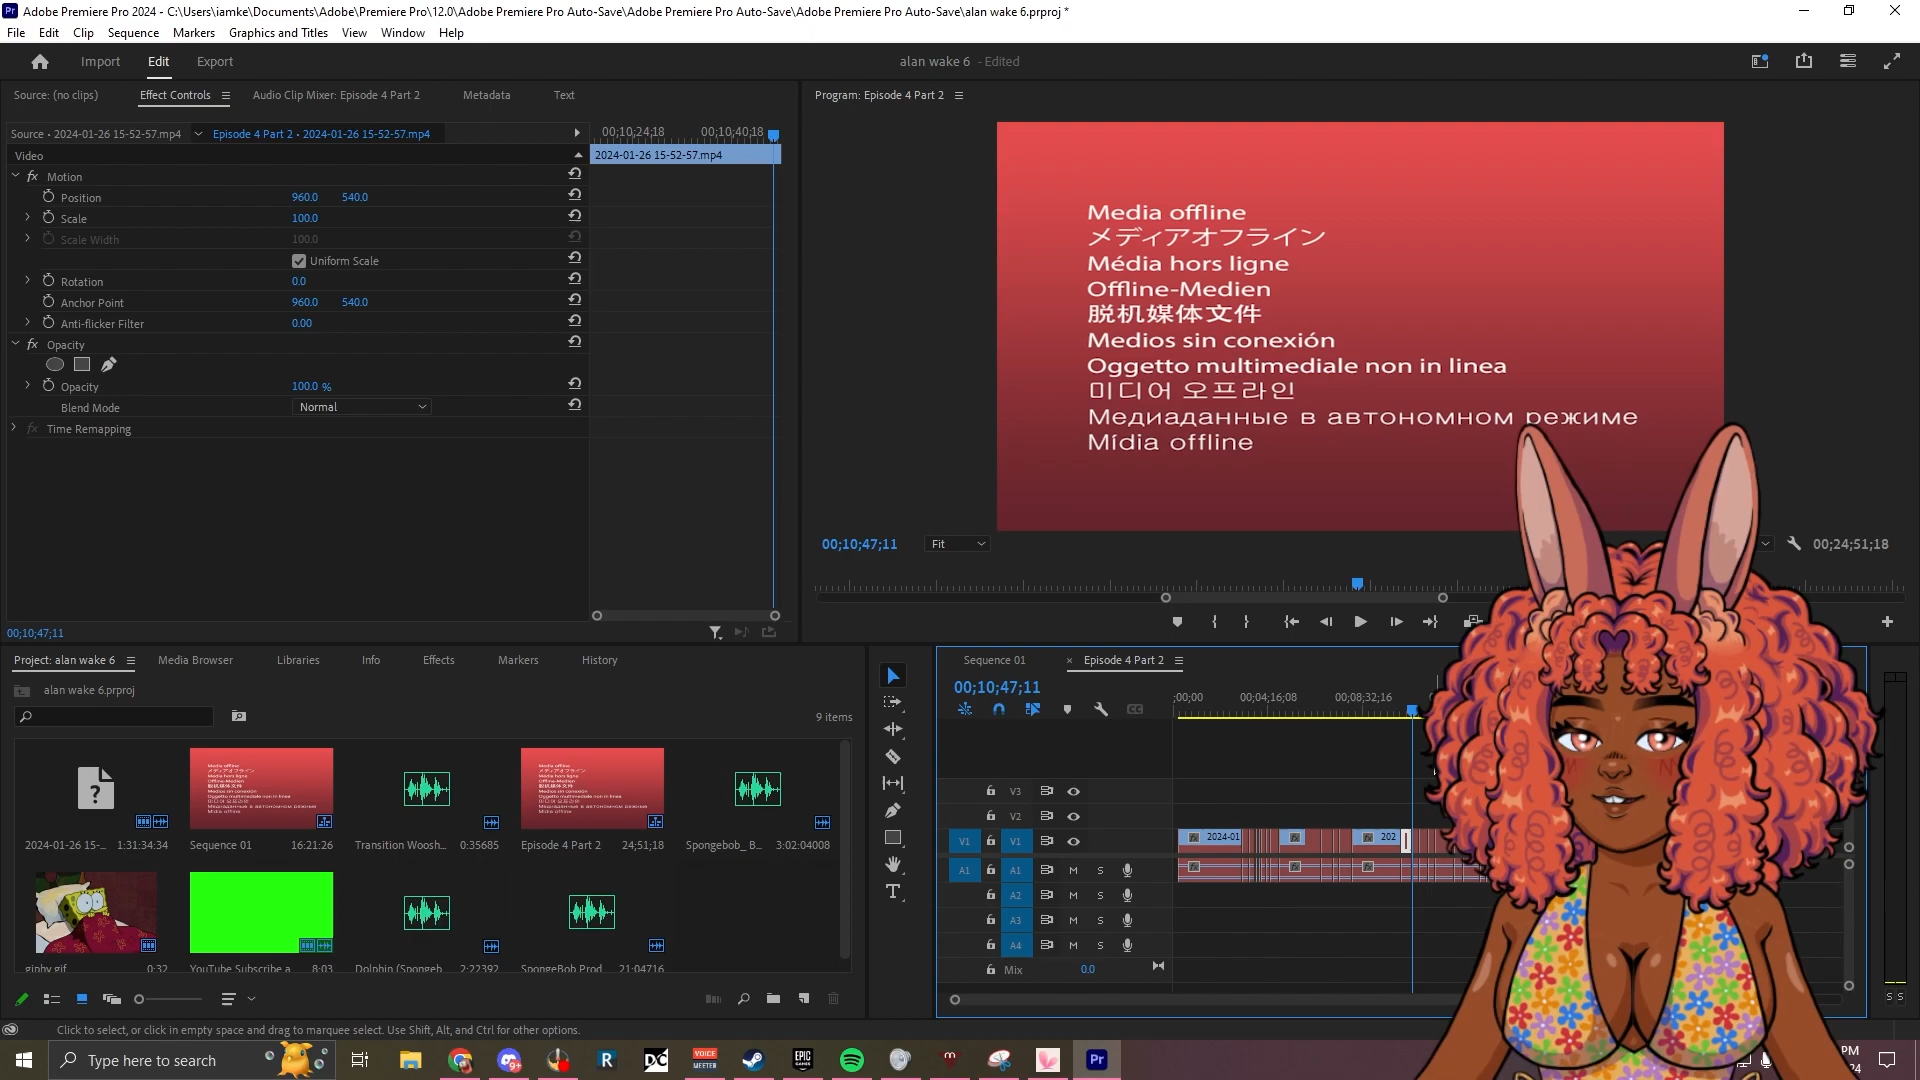 Adobe Premiere Pro 2024 - C:\Users\iamke\Documents\Adobe\Premiere Pro\12.0\Adobe Premiere Pro Auto-Save\Adobe Premiere Pro Auto-Save\Adobe Premiere Pro Auto-Save\alan wake 6.prproj *
File Edit Clip Sequence Markers Graphics and Titles View Window Help
Import Edit Export
alan wake 6 - Edited
Source: (no clips) Effect Controls Audio Clip Mixer: Episode 4 Part 2 Metadata Text
Source • 2024-01-26 15-52-57.mp4 Episode 4 Part 2 • 2024-01-26 15-52-57.mp4
00;10;24;18 00;10;40;18
Video
2024-01-26 15-52-57.mp4
fx Motion
Position 960.0 540.0
Scale 100.0
Scale Width 100.0
Uniform Scale
Rotation 0.0
Anchor Point 960.0 540.0
Anti-flicker Filter 0.00
fx Opacity
Opacity 100.0 %
Blend Mode Normal
fx Time Remapping
00;10;47;11
Program: Episode 4 Part 2
Media offline
メディアオフライン
Média hors ligne
Offline-Medien
脱机媒体文件
Medios sin conexión
Oggetto multimediale non in linea
미디어 오프라인
Медиаданные в автономном режиме
Mídia offline
00;10;47;11 Fit 00;24;51;18
Project: alan wake 6 Media Browser Libraries Info Effects Markers History
alan wake 6.prproj
9 items
2024-01-26 15-... 1:31:34:34
Sequence 01 16:21:26
Transition Woosh... 0:35685
Episode 4 Part 2 24;51;18
Spongebob_ B... 3:02:04008
giphy.gif 0:32
YouTube Subscribe a 8:03
Dolphin (Spongeb 2:22392
SpongeBob Prod 21:04716
Sequence 01 × Episode 4 Part 2
00;10;47;11
;00;00 00;04;16;08 00;08;32;16
V3
V2
V1 V1
2024-01 202
A1 A1 M S
A2 M S
A3 M S
A4 M S
Mix 0.0
S S
Click to select, or click in empty space and drag to marquee select. Use Shift, Alt, and Ctrl for other options.
Type here to search
9+
R
DC
VOICE
MEETER
EPIC
GAMES
Pr
PM